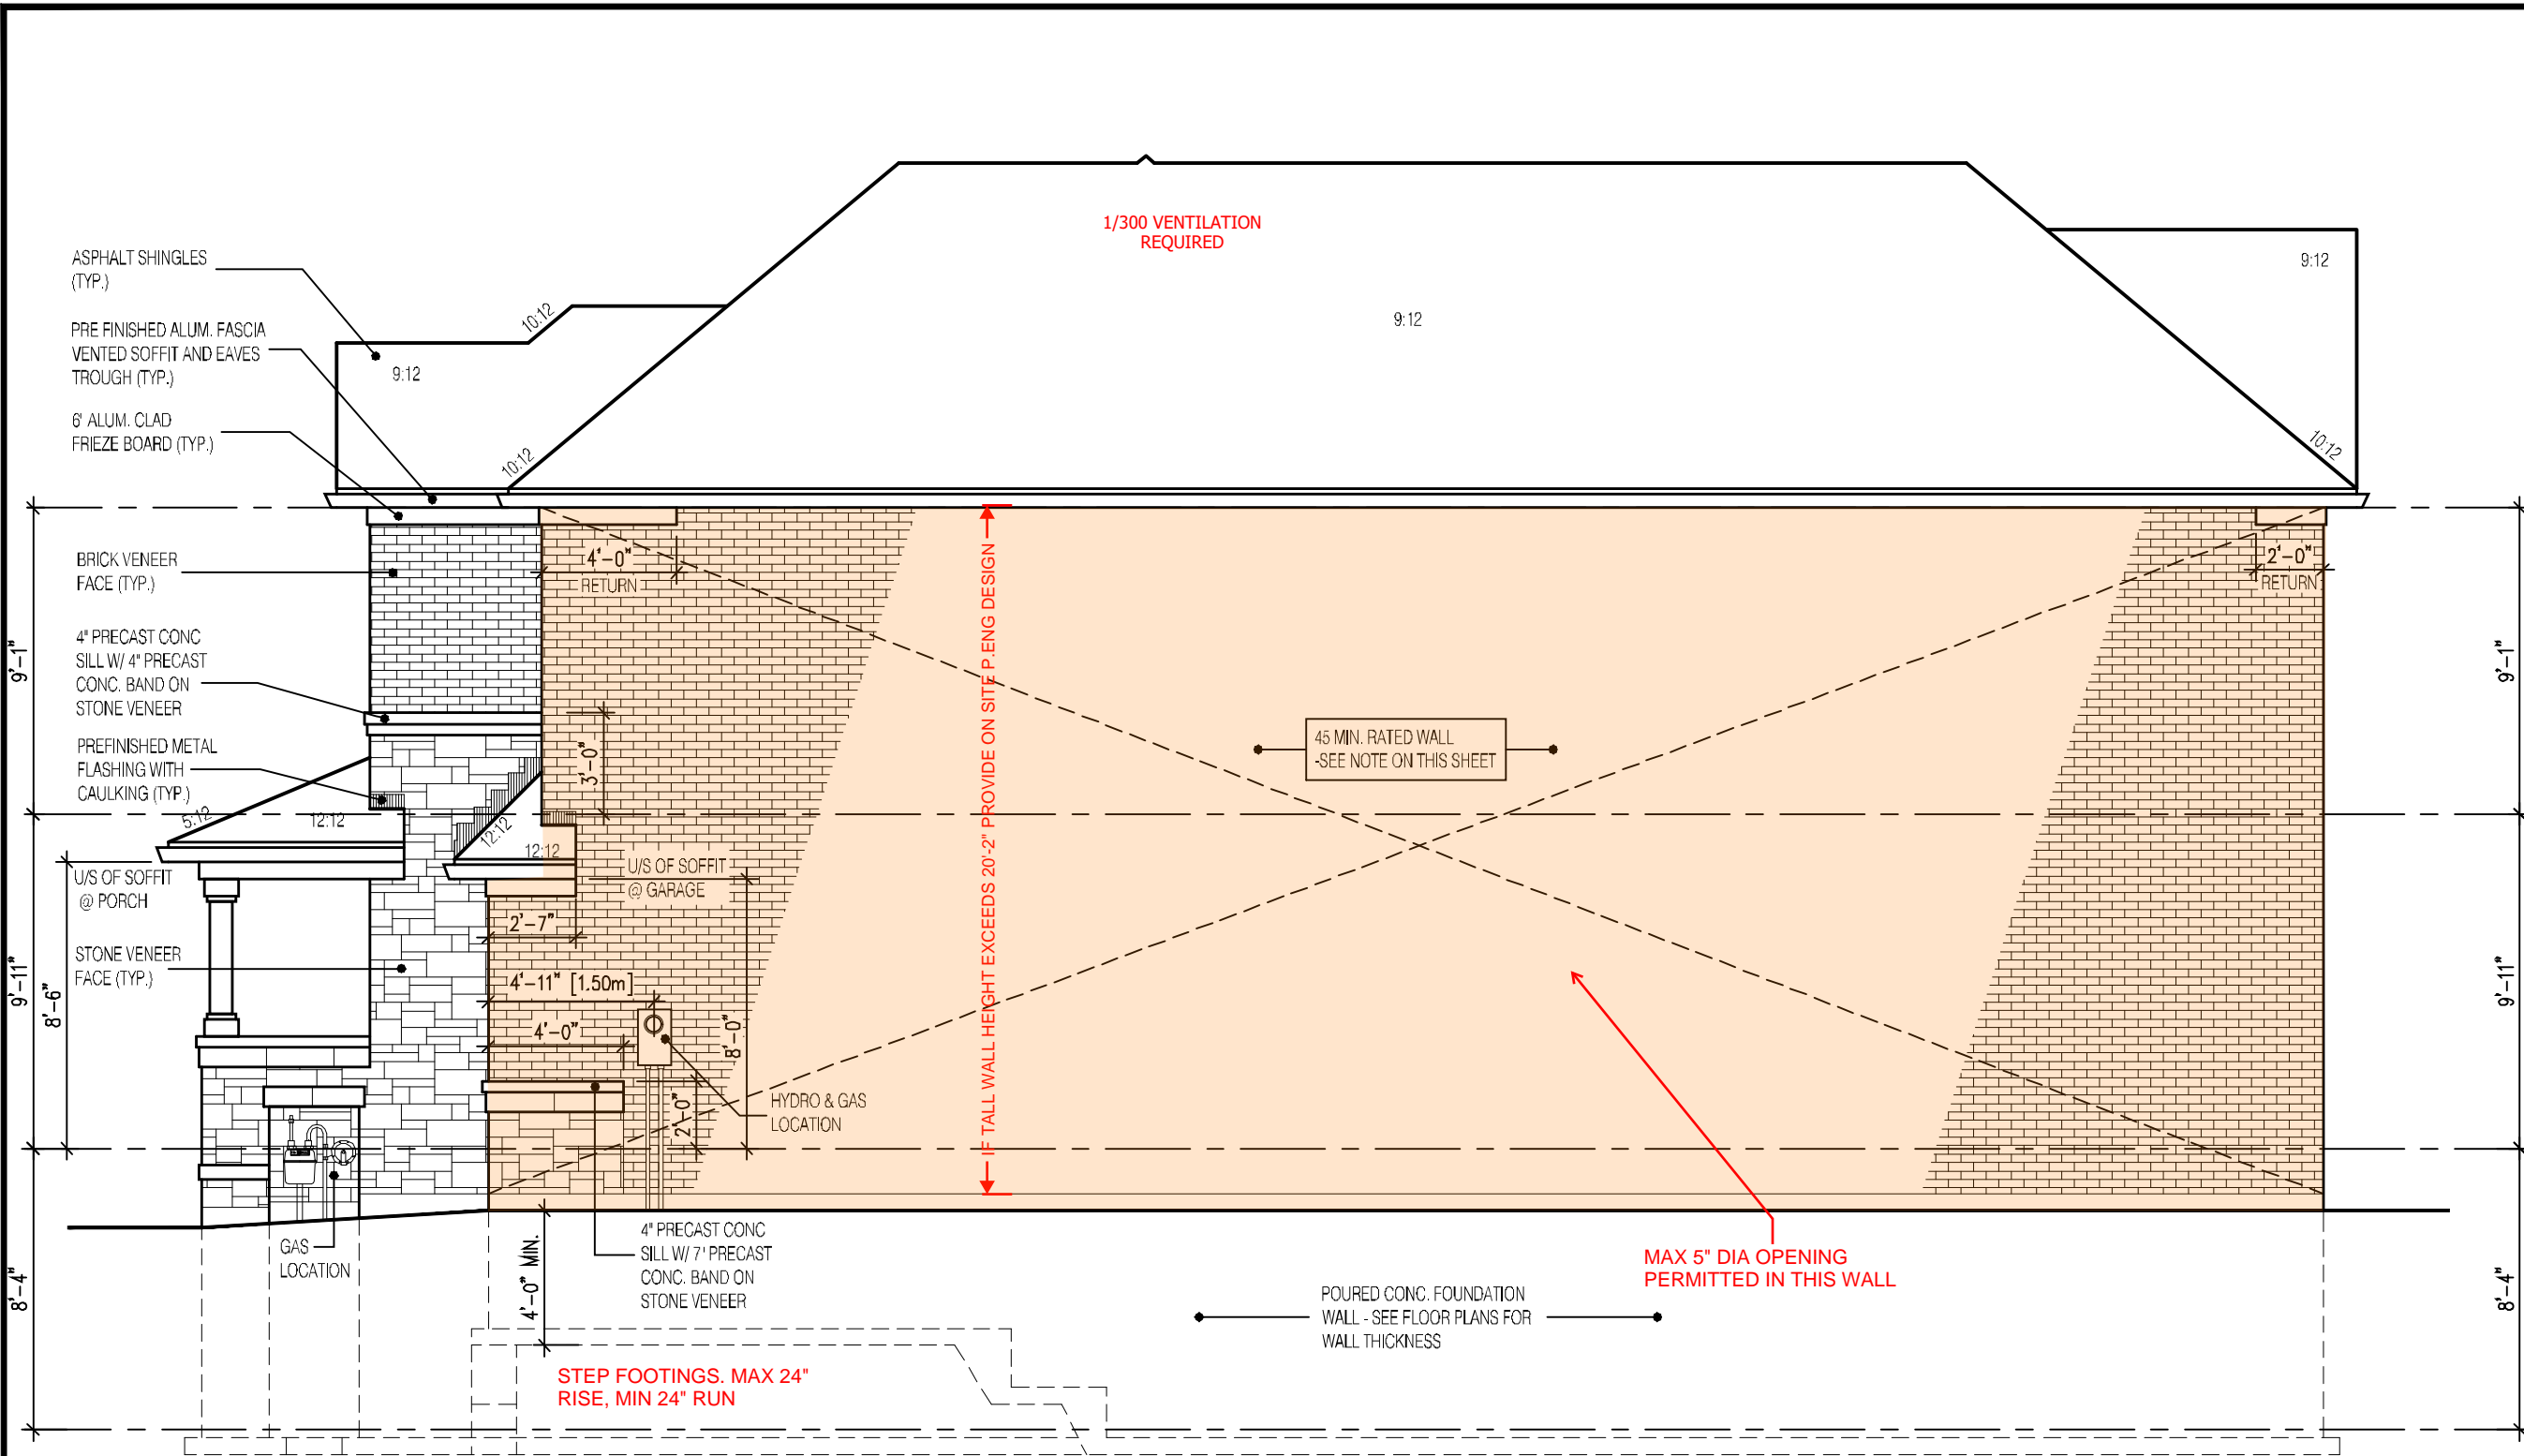 1/300 VENTILATION
REQUIRED
ASPHALT SHINGLES
(TYP.)
9:12
9:12
10:12
PRE FINISHED ALUM. FASCIA
VENTED SOFFIT AND EAVES
TROUGH (TYP.)
9:12
6' ALUM. CLAD
FRIEZE BOARD (TYP.)
10:12
10:12
BRICK VENEER
FACE (TYP.)
4'-0"
RETURN
2'-0"
RETURN
9'-1"
9'-1"
4" PRECAST CONC
SILL W/ 4" PRECAST
CONC. BAND ON
STONE VENEER
IF TALL WALL HEIGHT EXCEEDS 20'-2" PROVIDE ON SITE P.ENG DESIGN
45 MIN. RATED WALL
-SEE NOTE ON THIS SHEET
PREFINISHED METAL
FLASHING WITH
CAULKING (TYP.)
3'-0"
5:12
12:12
12:12
12:12
U/S OF SOFFIT
@ PORCH
U/S OF SOFFIT
@ GARAGE
2'-7"
STONE VENEER
FACE (TYP.)
9'-11"
8'-6"
9'-11"
4'-11" [1.50m]
4'-0"
8'-0"
2'-0"
HYDRO & GAS
LOCATION
GAS
LOCATION
4" PRECAST CONC
SILL W/ 7' PRECAST
CONC. BAND ON
STONE VENEER
4'-0" MIN.
MAX 5" DIA OPENING
PERMITTED IN THIS WALL
8'-4"
8'-4"
POURED CONC. FOUNDATION
WALL - SEE FLOOR PLANS FOR
WALL THICKNESS
STEP FOOTINGS. MAX 24"
RISE, MIN 24" RUN